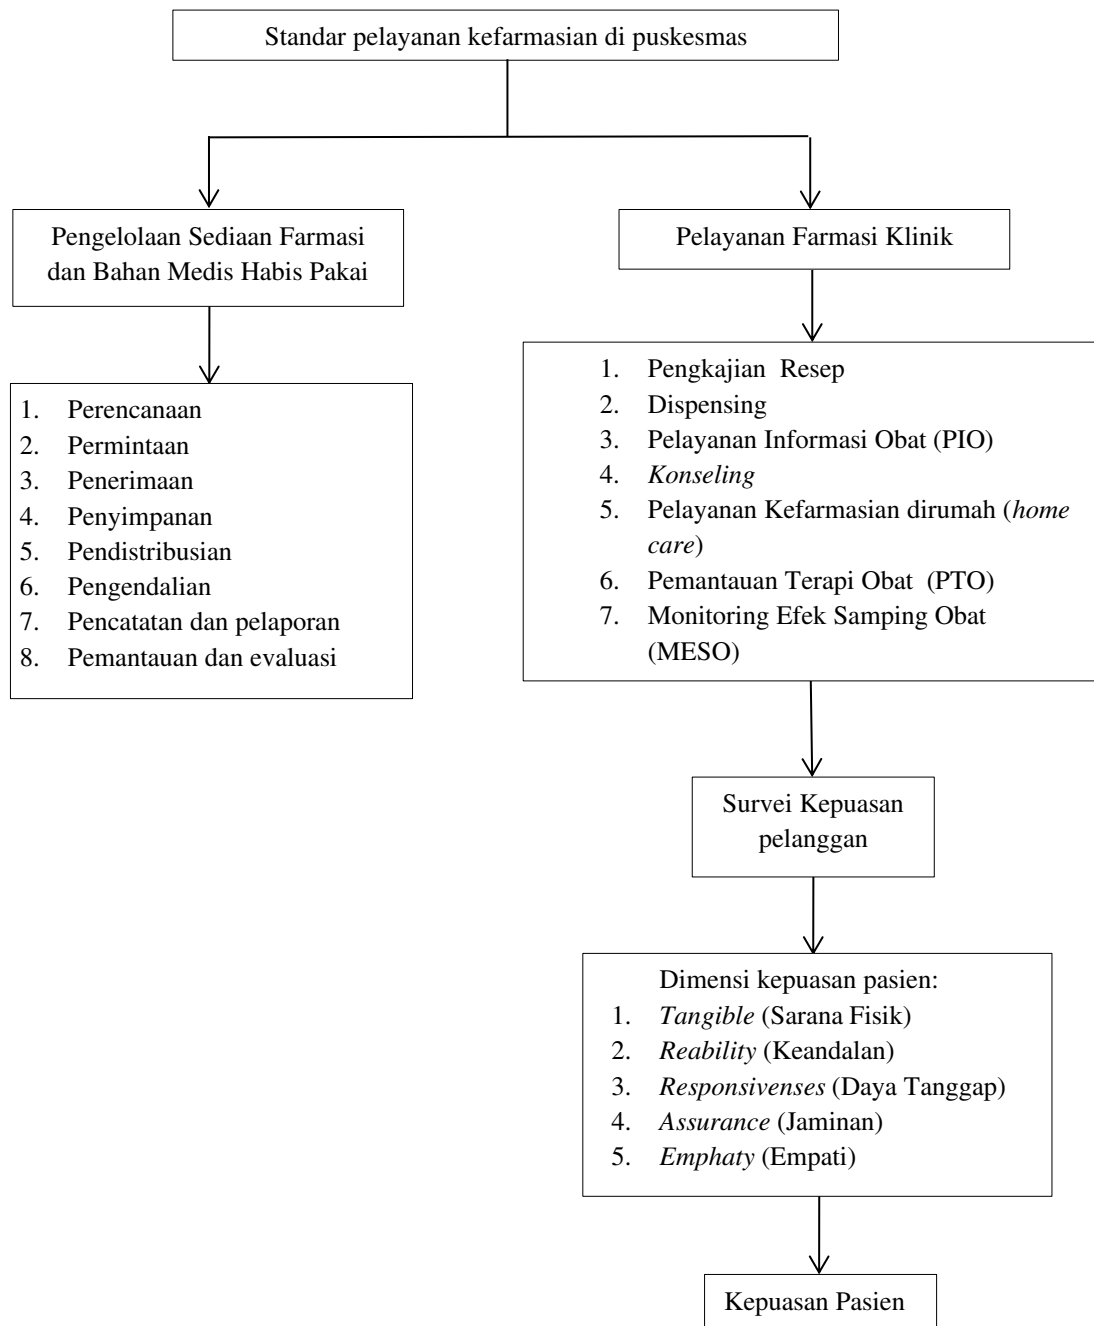 Standar pelayanan kefarmasian di puskesmas
Pengelolaan Sediaan Farmasi
dan Bahan Medis Habis Pakai
Pelayanan Farmasi Klinik
1. Perencanaan
2. Permintaan
3. Penerimaan
4. Penyimpanan
5. Pendistribusian
6. Pengendalian
7. Pencatatan dan pelaporan
8. Pemantauan dan evaluasi
1. Pengkajian Resep
2. Dispensing
3. Pelayanan Informasi Obat (PIO)
4. Konseling
5. Pelayanan Kefarmasian dirumah (home
care)
6. Pemantauan Terapi Obat (PTO)
7. Monitoring Efek Samping Obat
(MESO)
Survei Kepuasan
pelanggan
Dimensi kepuasan pasien:
1. Tangible (Sarana Fisik)
2. Reability (Keandalan)
3. Responsivenses (Daya Tanggap)
4. Assurance (Jaminan)
5. Emphaty (Empati)
Kepuasan Pasien